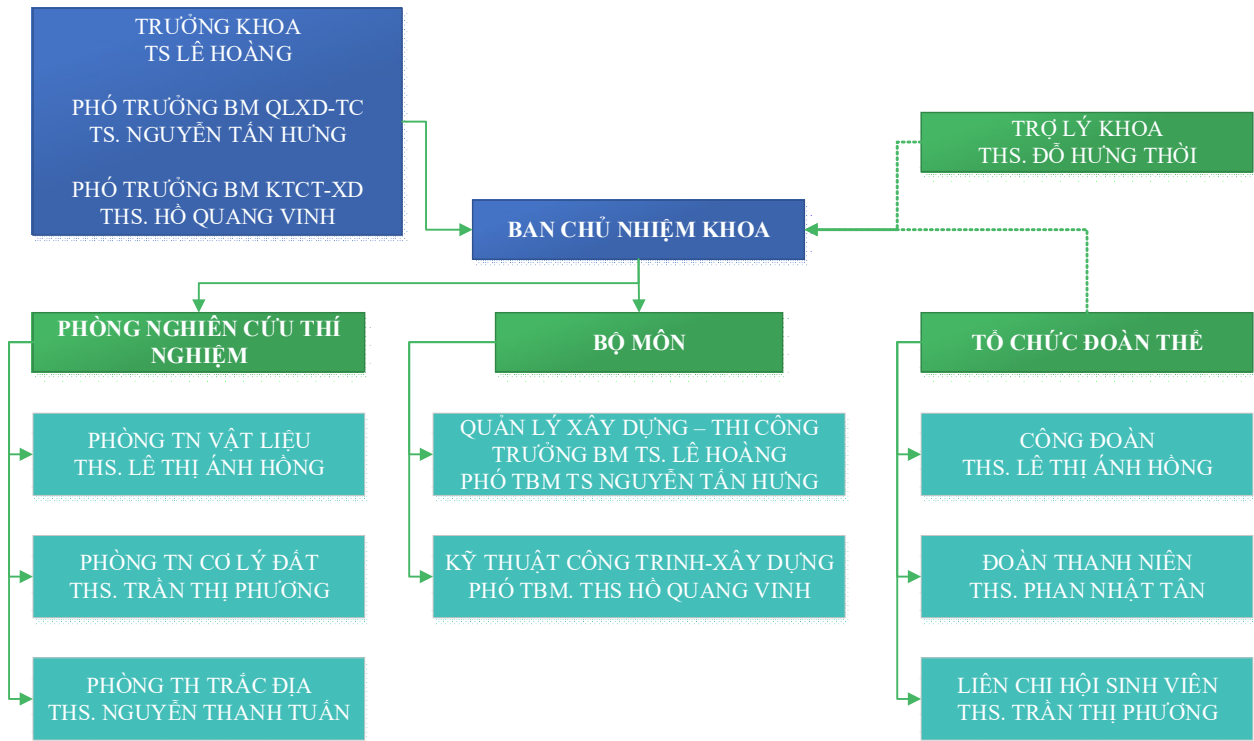 TRƯỞNG KHOA
TS LÊ HOÀNG
PHÓ TRƯỞNG BM QLXD-TC
TS. NGUYỄN TẤN HƯNG
PHÓ TRƯỞNG BM KTCT-XD
THS. HỒ QUANG VINH
TRỢ LÝ KHOA
THS. ĐỖ HƯNG THỜI
BAN CHỦ NHIỆM KHOA
PHÒNG NGHIÊN CỨU THÍ
NGHIỆM
PHÒNG TN VẬT LIỆU
THS. LÊ THỊ ÁNH HỒNG
PHÒNG TN CƠ LÝ ĐẤT
THS. TRẦN THỊ PHƯƠNG
PHÒNG TH TRẮC ĐỊA
THS. NGUYỄN THANH TUẤN
BỘ MÔN
QUẢN LÝ XÂY DỰNG – THI CÔNG
TRƯỞNG BM TS. LÊ HOÀNG
PHÓ TBM TS NGUYỄN TẤN HƯNG
KỸ THUẬT CÔNG TRINH-XÂY DỰNG
PHÓ TBM. THS HỒ QUANG VINH
TỔ CHỨC ĐOÀN THỂ
CÔNG ĐOÀN
THS. LÊ THỊ ÁNH HỒNG
ĐOÀN THANH NIÊN
THS. PHAN NHẬT TÂN
LIÊN CHI HỘI SINH VIÊN
THS. TRẦN THỊ PHƯƠNG